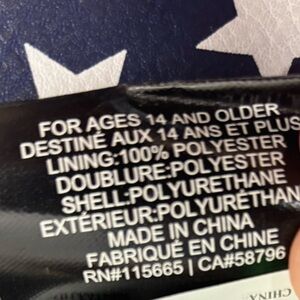 FOR AGES 14 AND OLDER
DESTINÉ AUX 14 ANS ET PLUS
LINING:100% POLYESTER
DOUBLURE:POLYESTER
SHELL:POLYURETHANE
EXTÉRIEUR:POLYURÉTHAN
MADE IN CHINA
FABRIQUÉ EN CHINE
RN#115665 | CA#58796
CHINA